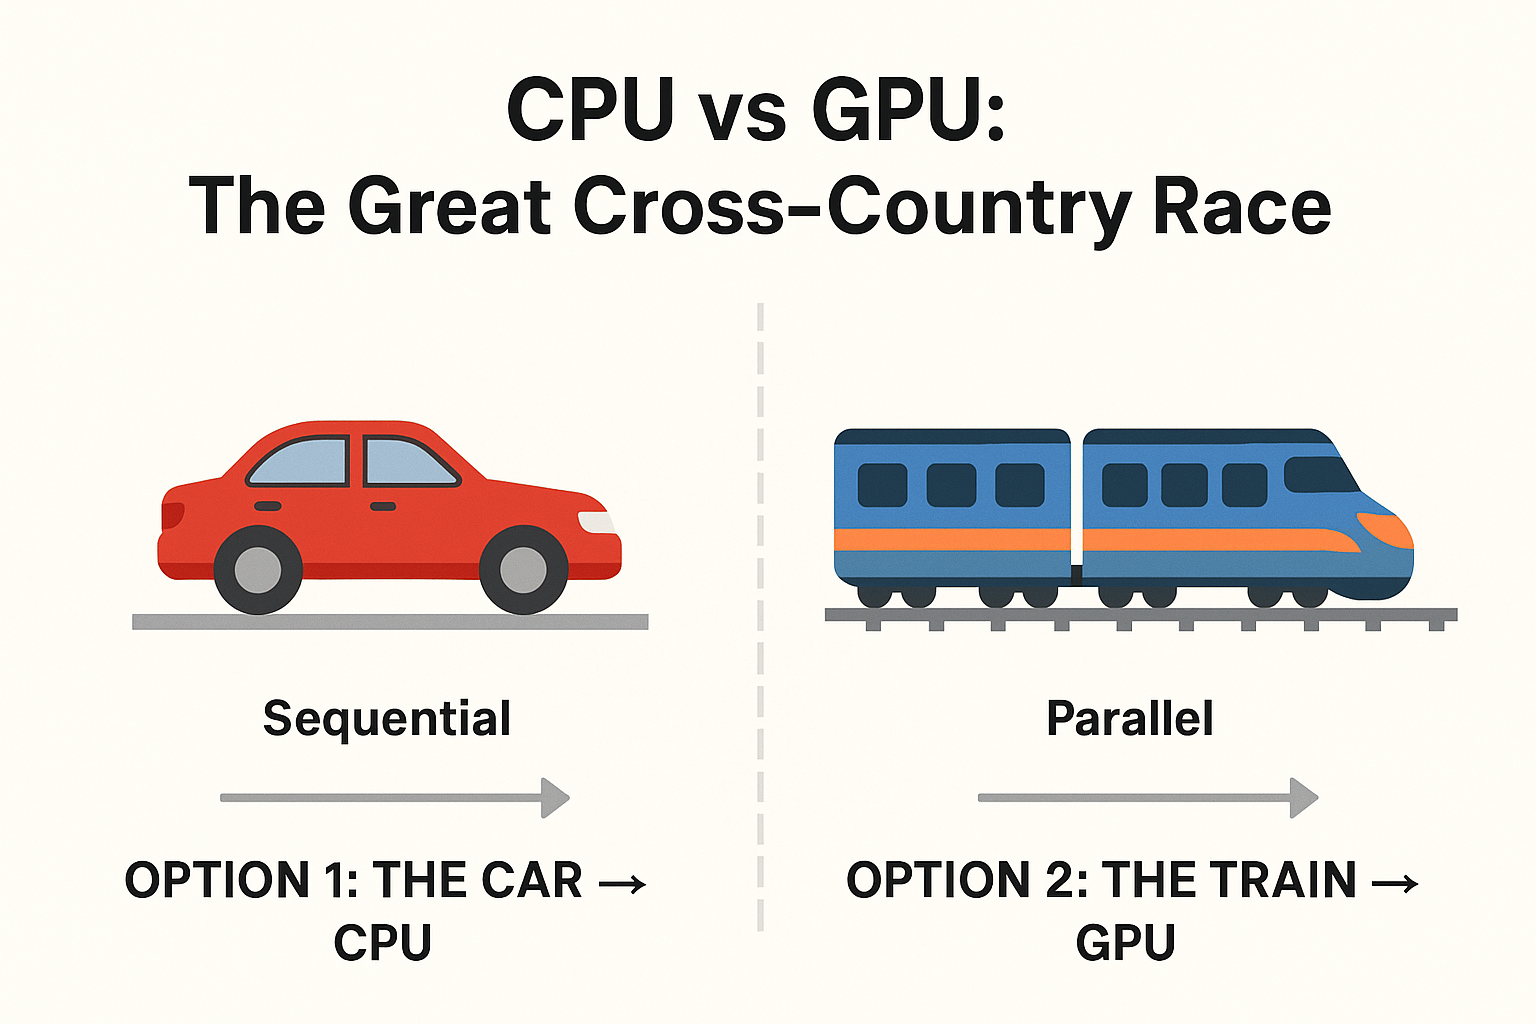 CPU vs GPU:
The Great Cross-Country Race
Sequential
OPTION 1: THE CAR →
CPU
Parallel
OPTION 2: THE TRAIN →
GPU